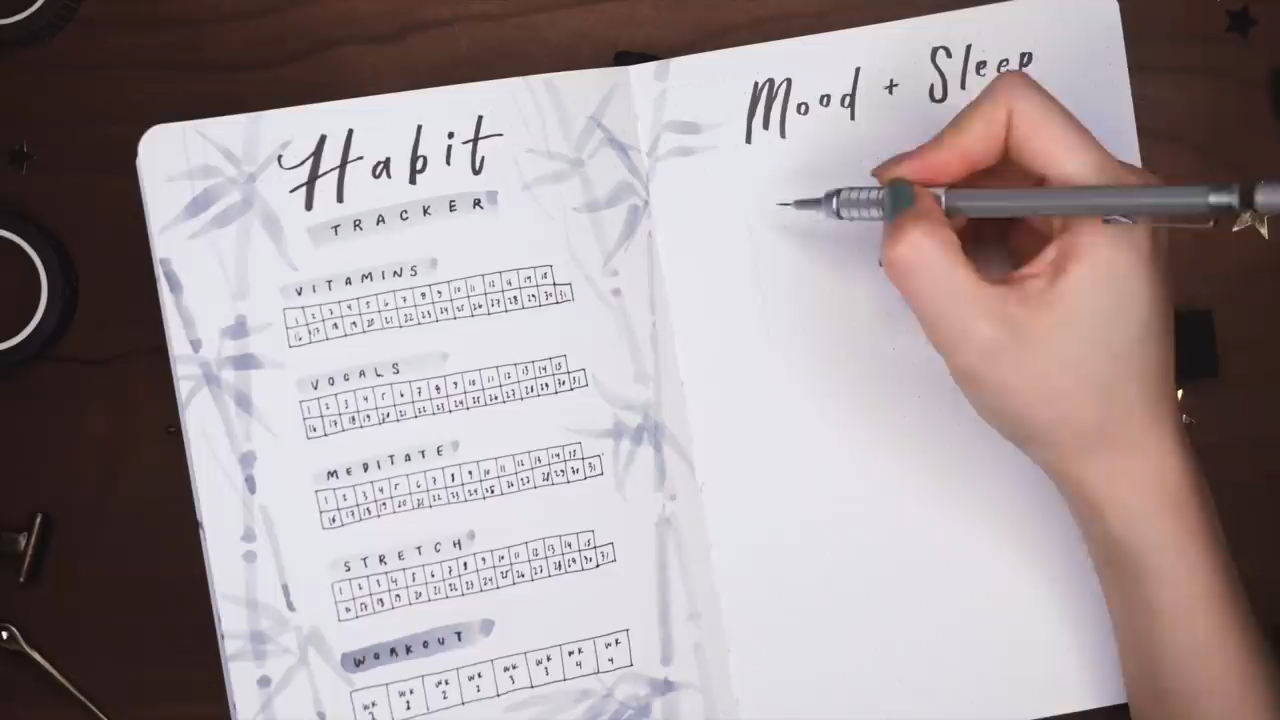 Habit
TRACKER
VITAMINS
1 2 3 4 5 6 7 8 9 10 11 12 13 14 15
16 17 18 19 20 21 22 23 24 25 26 27 28 29 30 31
VOCALS
1 2 3 4 5 6 7 8 9 10 11 12 13 14 15
16 17 18 19 20 21 22 23 24 25 26 27 28 29 30 31
MEDITATE
1 2 3 4 5 6 7 8 9 10 11 12 13 14 15
16 17 18 19 20 21 22 23 24 25 26 27 28 29 30 31
STRETCH
1 2 3 4 5 6 7 8 9 10 11 12 13 14 15
16 17 18 19 20 21 22 23 24 25 26 27 28 29 30 31
WORKOUT
WK WK WK WK WK WK WK WK
2 2 3 3 4 4
Mood + Sleep